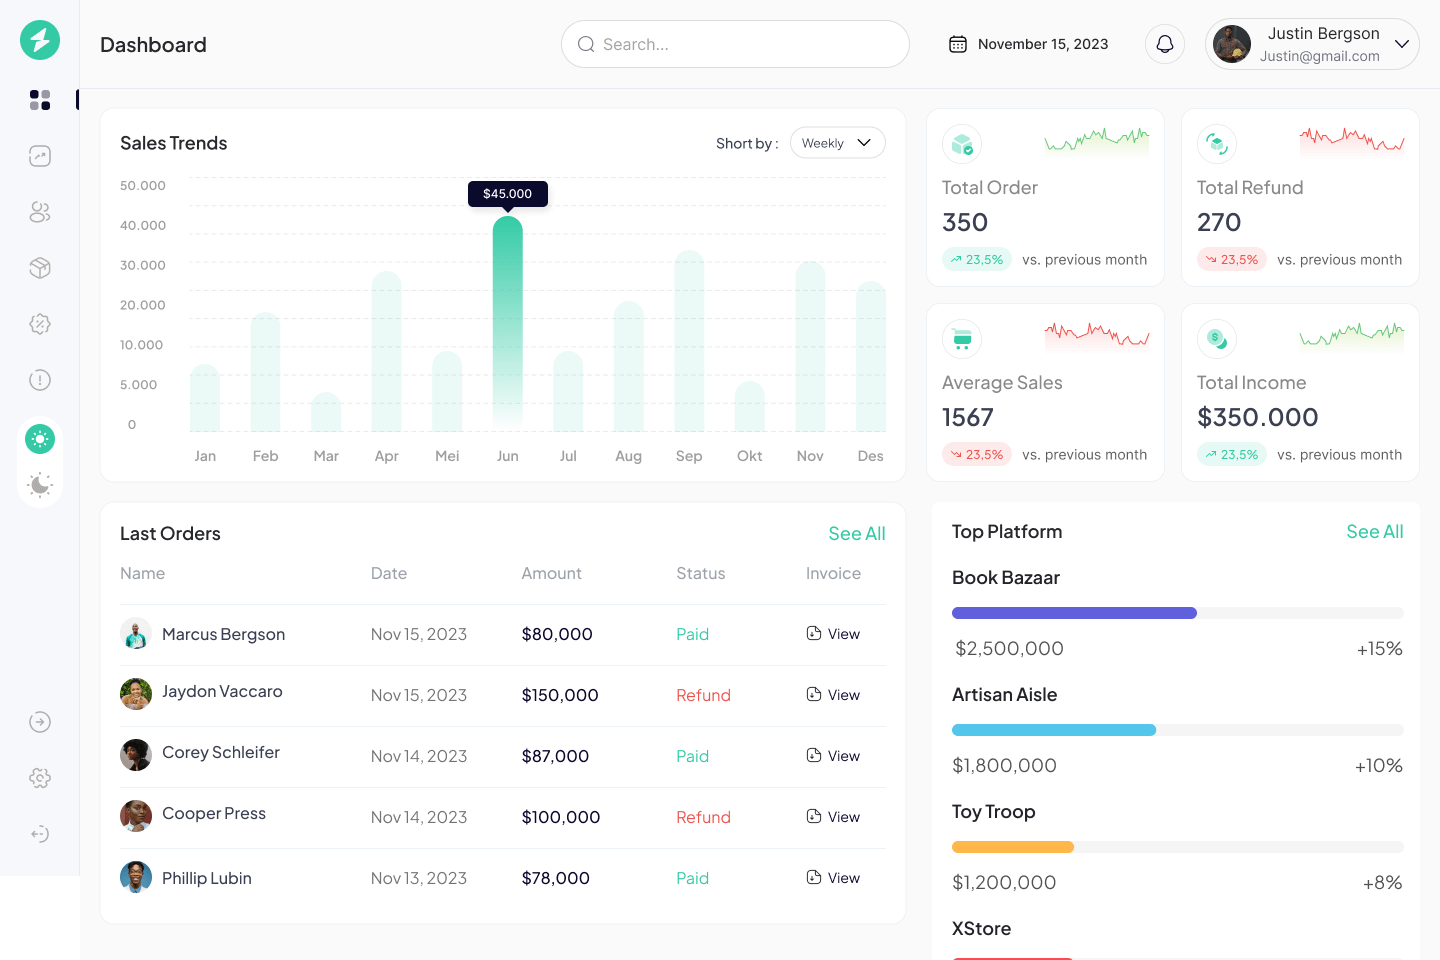 Dashboard
Search...
November 15, 2023
Justin Bergson
Justin@gmail.com
Sales Trends
Short by :
Weekly
50.000
40.000
30.000
20.000
10.000
5.000
0
$45.000
Jan Feb Mar Apr Mei Jun Jul Aug Sep Okt Nov Des
Total Order
350
23,5% vs. previous month
Total Refund
270
23,5% vs. previous month
Average Sales
1567
23,5% vs. previous month
Total Income
$350.000
23,5% vs. previous month
Last Orders
See All
Name Date Amount Status Invoice
Marcus Bergson Nov 15, 2023 $80,000 Paid View
Jaydon Vaccaro Nov 15, 2023 $150,000 Refund View
Corey Schleifer Nov 14, 2023 $87,000 Paid View
Cooper Press Nov 14, 2023 $100,000 Refund View
Phillip Lubin Nov 13, 2023 $78,000 Paid View
Top Platform
See All
Book Bazaar
$2,500,000 +15%
Artisan Aisle
$1,800,000 +10%
Toy Troop
$1,200,000 +8%
XStore